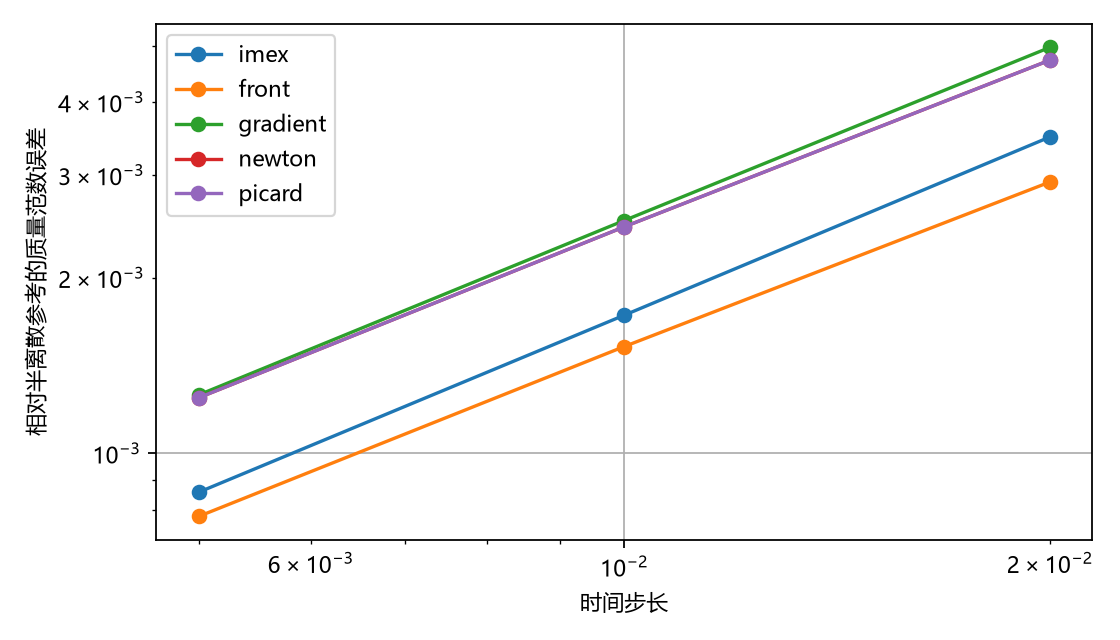 imex
front
gradient
newton
picard
4 × 10⁻³
3 × 10⁻³
2 × 10⁻³
10⁻³
相对半离散参考的质量范数误差
6 × 10⁻³
10⁻²
2 × 10⁻²
时间步长